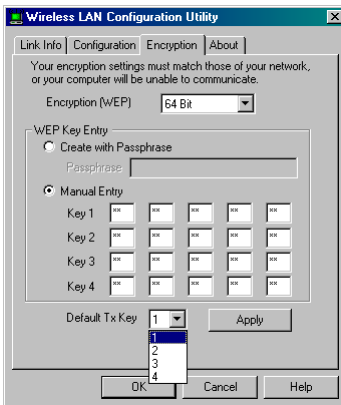 Wireless LAN Configuration Utility
Link Info Configuration Encryption About
Your encryption settings must match those of your network,
or your computer will be unable to communicate.
Encryption (WEP) 64 Bit
WEP Key Entry
Create with Passphrase
Passphrase
Manual Entry
Key 1 ** ** ** ** **
Key 2 ** ** ** ** **
Key 3 ** ** ** ** **
Key 4 ** ** ** ** **
Default Tx Key 1 Apply
1
2
3
4
OK Cancel Help